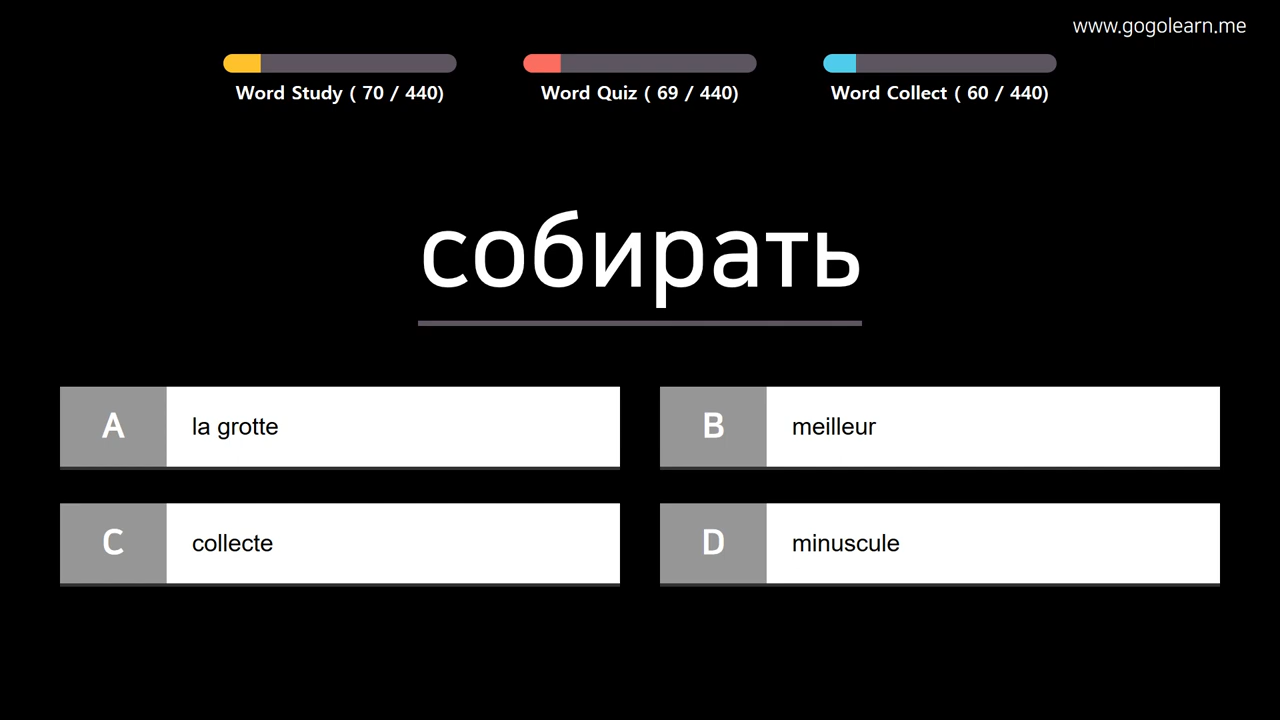 www.gogolearn.me
Word Study ( 70 / 440)
Word Quiz ( 69 / 440)
Word Collect ( 60 / 440)
собирать
A la grotte
B meilleur
C collecte
D minuscule